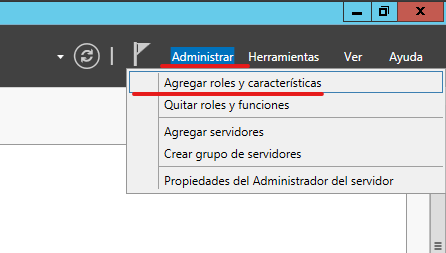 Administrar Herramientas Ver Ayuda
Agregar roles y características
Quitar roles y funciones
Agregar servidores
Crear grupo de servidores
Propiedades del Administrador del servidor